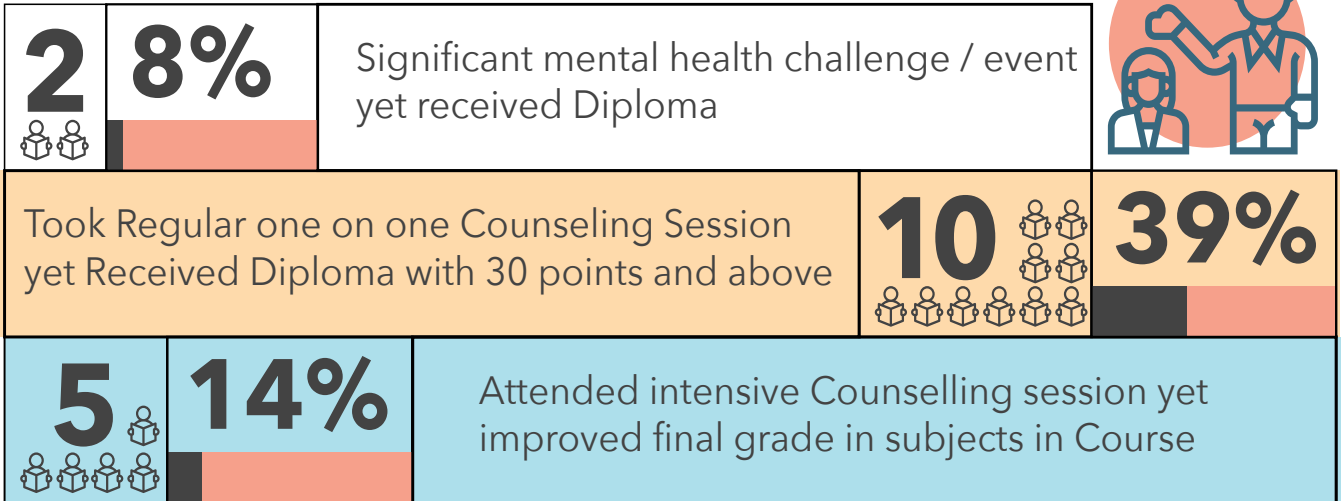 2
8%
Significant mental health challenge / event
yet received Diploma
Took Regular one on one Counseling Session
yet Received Diploma with 30 points and above
10
39%
5
14%
Attended intensive Counselling session yet
improved final grade in subjects in Course